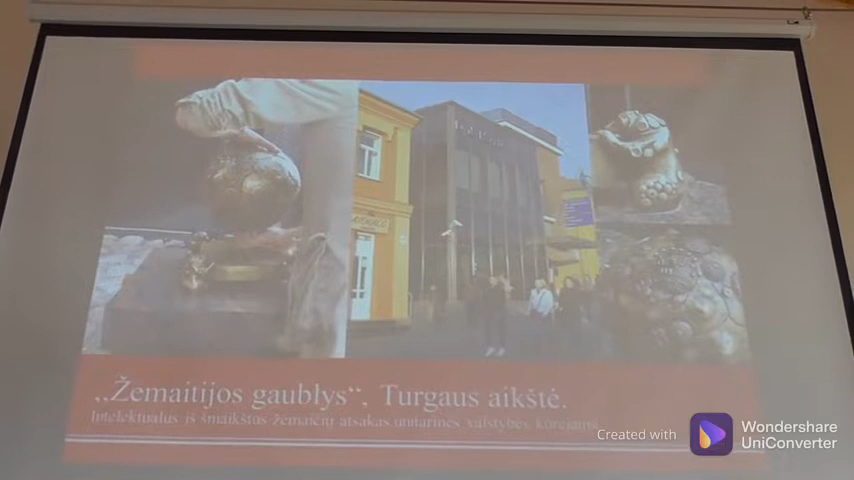 „Žemaitijos gaublys“, Turgaus aikštė.
Intelektualus ir šmaikštus žemaičių atsakas unitarinės valstybės kūrėjams
Created with
Wondershare
UniConverter